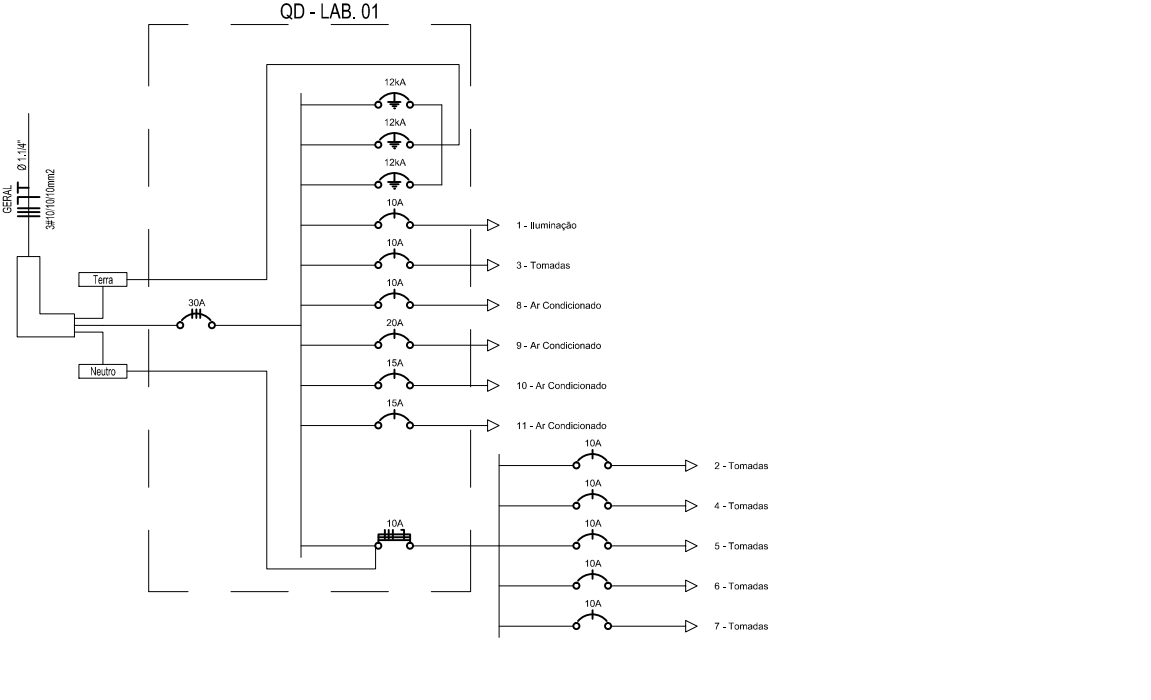 QD - LAB. 01
12kA
12kA
12kA
GERAL
Ø 1.1/4"
3#10/10/10mm2
10A
1 - Iluminação
10A
3 - Tomadas
Terra
10A
8 - Ar Condicionado
30A
20A
9 - Ar Condicionado
Neutro
15A
10 - Ar Condicionado
15A
11 - Ar Condicionado
10A
2 - Tomadas
10A
4 - Tomadas
10A
10A
5 - Tomadas
10A
6 - Tomadas
10A
7 - Tomadas